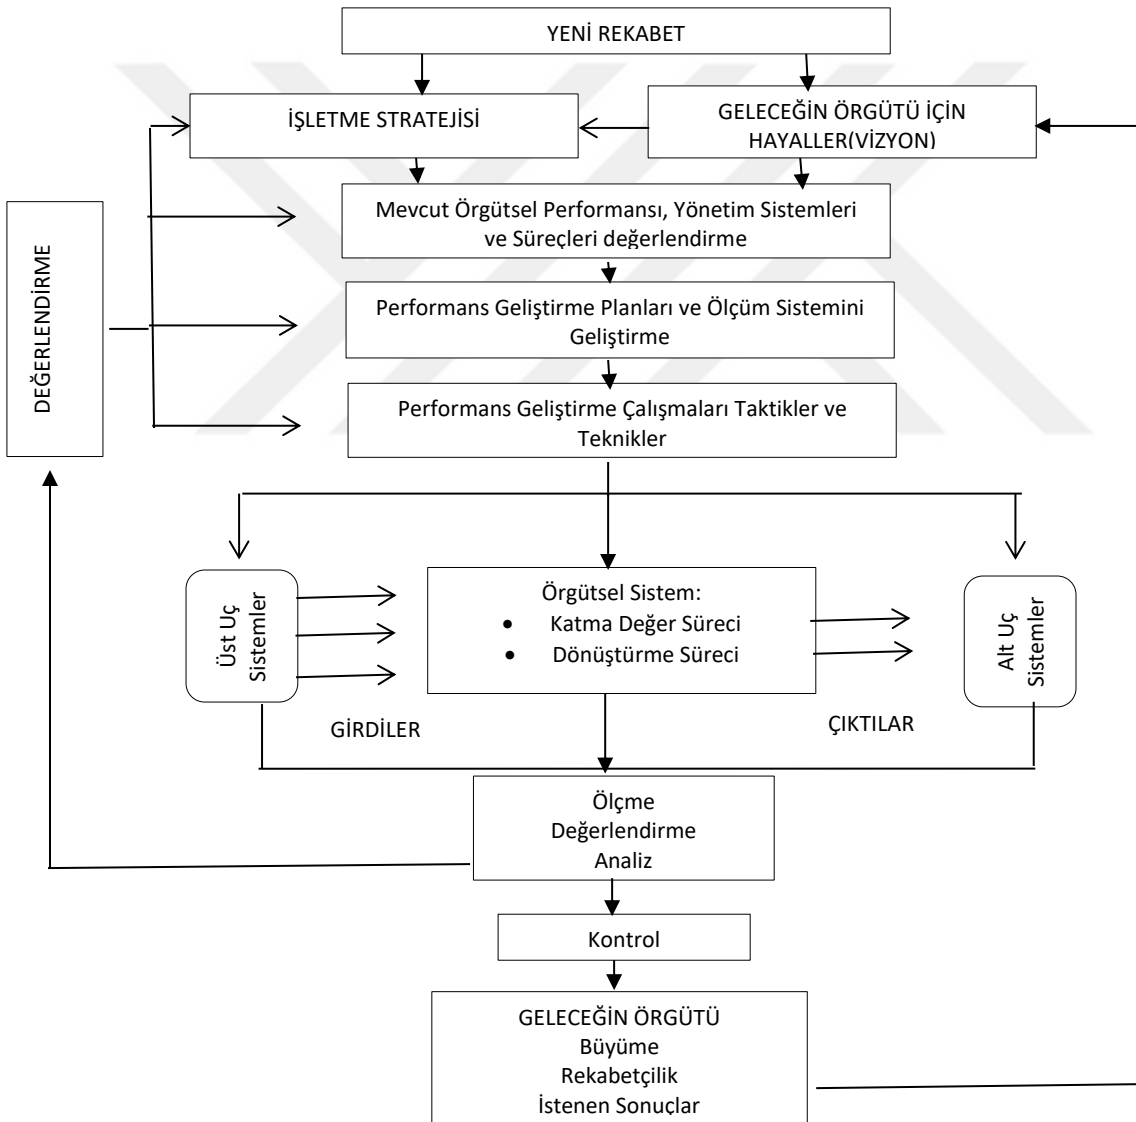 YENİ REKABET
İŞLETME STRATEJİSİ
GELECEĞİN ÖRGÜTÜ İÇİN
HAYALLER(VİZYON)
Mevcut Örgütsel Performansı, Yönetim Sistemleri
ve Süreçleri değerlendirme
DEĞERLENDİRME
Performans Geliştirme Planları ve Ölçüm Sistemini
Geliştirme
Performans Geliştirme Çalışmaları Taktikler ve
Teknikler
Üst Uç
Sistemler
Örgütsel Sistem:
• Katma Değer Süreci
• Dönüştürme Süreci
Alt Uç
Sistemler
GİRDİLER
ÇIKTILAR
Ölçme
Değerlendirme
Analiz
Kontrol
GELECEĞİN ÖRGÜTÜ
Büyüme
Rekabetçilik
İstenen Sonuçlar